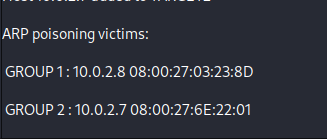 ARP poisoning victims:
GROUP 1 : 10.0.2.8 08:00:27:03:23:8D
GROUP 2 : 10.0.2.7 08:00:27:6E:22:01